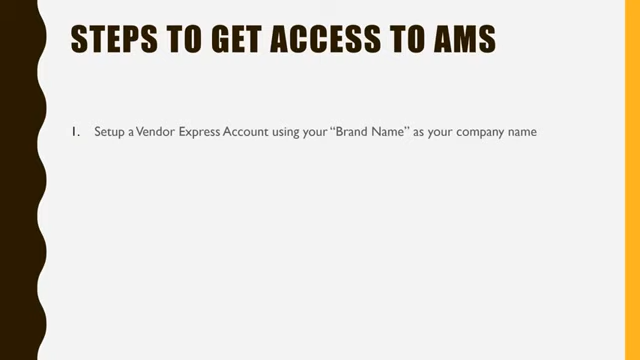 STEPS TO GET ACCESS TO AMS
1. Setup a Vendor Express Account using your “Brand Name” as your company name